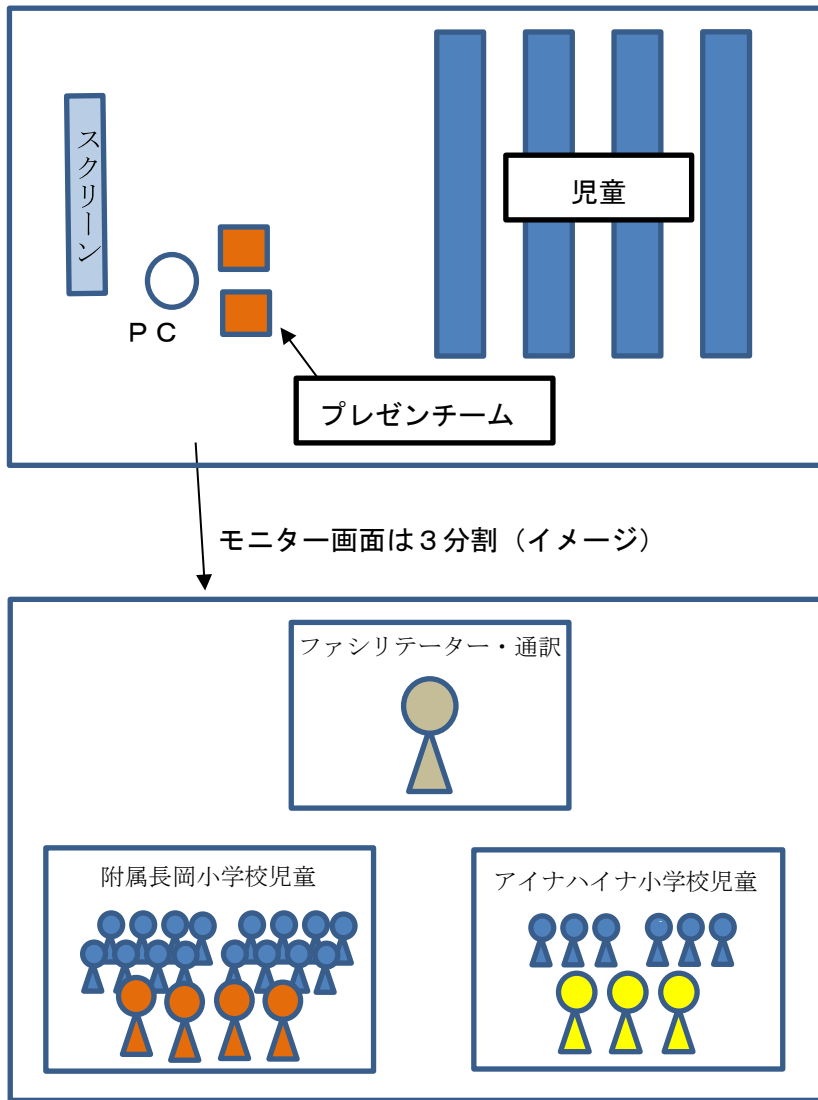 スクリーン
児童
ＰＣ
プレゼンチーム
モニター画面は３分割（イメージ）
ファシリテーター・通訳
附属長岡小学校児童
アイナハイナ小学校児童